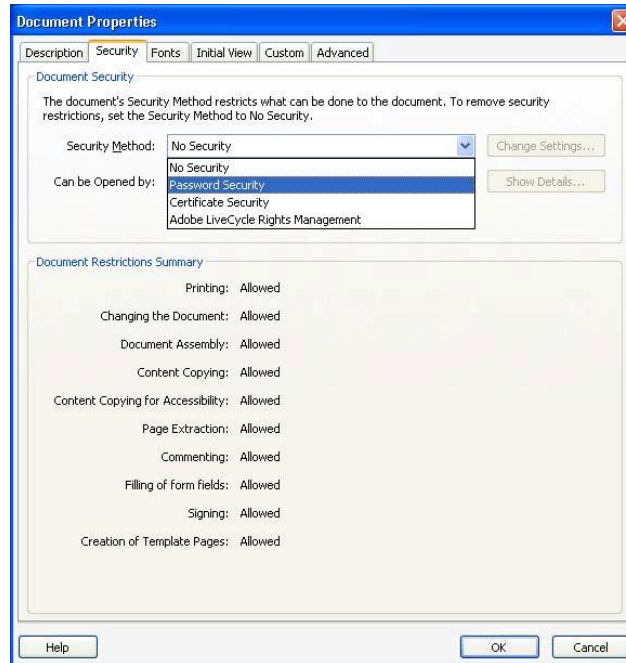 Document Properties
Description Security Fonts Initial View Custom Advanced
Document Security
The document's Security Method restricts what can be done to the document. To remove security
restrictions, set the Security Method to No Security.
Security Method: No Security Change Settings...
No Security
Can be Opened by: Password Security Show Details...
Certificate Security
Adobe LiveCycle Rights Management
Document Restrictions Summary
Printing: Allowed
Changing the Document: Allowed
Document Assembly: Allowed
Content Copying: Allowed
Content Copying for Accessibility: Allowed
Page Extraction: Allowed
Commenting: Allowed
Filling of form fields: Allowed
Signing: Allowed
Creation of Template Pages: Allowed
Help OK Cancel